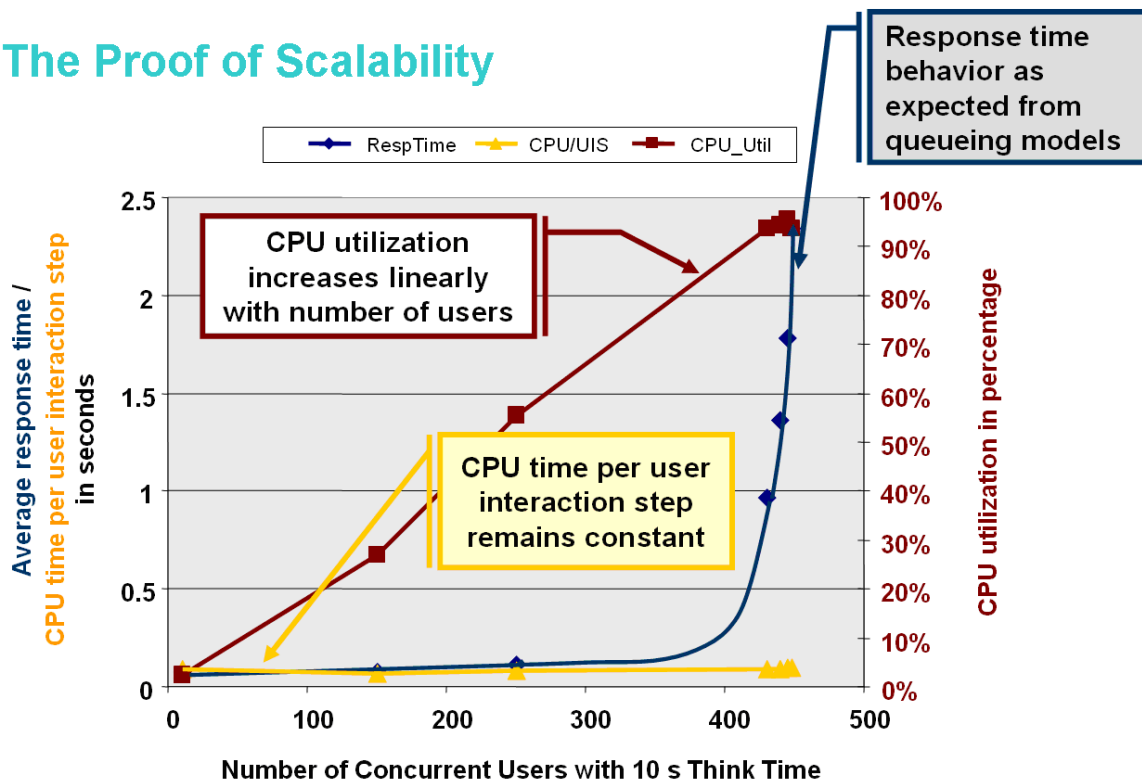 The Proof of Scalability
Response time
behavior as
expected from
queueing models
RespTime
CPU/UIS
CPU_Util
Average response time /
CPU time per user interaction step
in seconds
2.5
2
1.5
1
0.5
0
CPU utilization
increases linearly
with number of users
CPU time per user
interaction step
remains constant
100%
90%
80%
70%
60%
50%
40%
30%
20%
10%
0%
CPU utilization in percentage
0
100
200
300
400
500
Number of Concurrent Users with 10 s Think Time